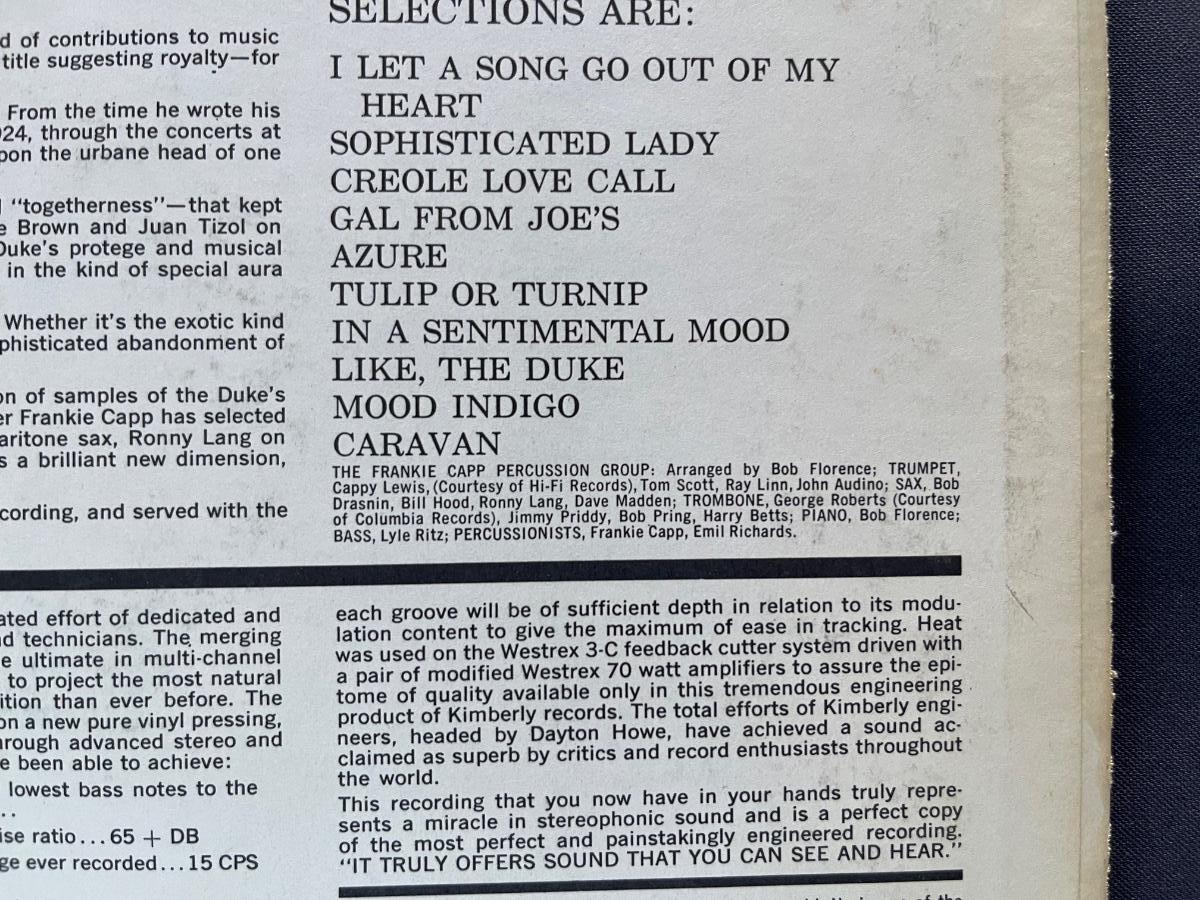 d of contributions to music
title suggesting royalty—for
From the time he wrote his
24, through the concerts at
pon the urbane head of one
"togetherness"—that kept
e Brown and Juan Tizol on
Duke's protege and musical
in the kind of special aura
Whether it's the exotic kind
phisticated abandonment of
on of samples of the Duke's
er Frankie Capp has selected
aritone sax, Ronny Lang on
s a brilliant new dimension,
cording, and served with the
SELECTIONS ARE:
I LET A SONG GO OUT OF MY
HEART
SOPHISTICATED LADY
CREOLE LOVE CALL
GAL FROM JOE'S
AZURE
TULIP OR TURNIP
IN A SENTIMENTAL MOOD
LIKE, THE DUKE
MOOD INDIGO
CARAVAN
THE FRANKIE CAPP PERCUSSION GROUP: Arranged by Bob Florence; TRUMPET,
Cappy Lewis, (Courtesy of Hi-Fi Records), Tom Scott, Ray Linn, John Audino; SAX, Bob
Drasnin, Bill Hood, Ronny Lang, Dave Madden; TROMBONE, George Roberts (Courtesy
of Columbia Records), Jimmy Priddy, Bob Pring, Harry Betts; PIANO, Bob Florence;
BASS, Lyle Ritz; PERCUSSIONISTS, Frankie Capp, Emil Richards.
ated effort of dedicated and
d technicians. The merging
e ultimate in multi-channel
to project the most natural
ition than ever before. The
on a new pure vinyl pressing,
hrough advanced stereo and
e been able to achieve:
lowest bass notes to the
..
ise ratio...65 + DB
ge ever recorded...15 CPS
each groove will be of sufficient depth in relation to its modu-
lation content to give the maximum of ease in tracking. Heat
was used on the Westrex 3-C feedback cutter system driven with
a pair of modified Westrex 70 watt amplifiers to assure the epi-
tome of quality available only in this tremendous engineering
product of Kimberly records. The total efforts of Kimberly engi-
neers, headed by Dayton Howe, have achieved a sound ac-
claimed as superb by critics and record enthusiasts throughout
the world.
This recording that you now have in your hands truly repre-
sents a miracle in stereophonic sound and is a perfect copy
of the most perfect and painstakingly engineered recording.
"IT TRULY OFFERS SOUND THAT YOU CAN SEE AND HEAR."